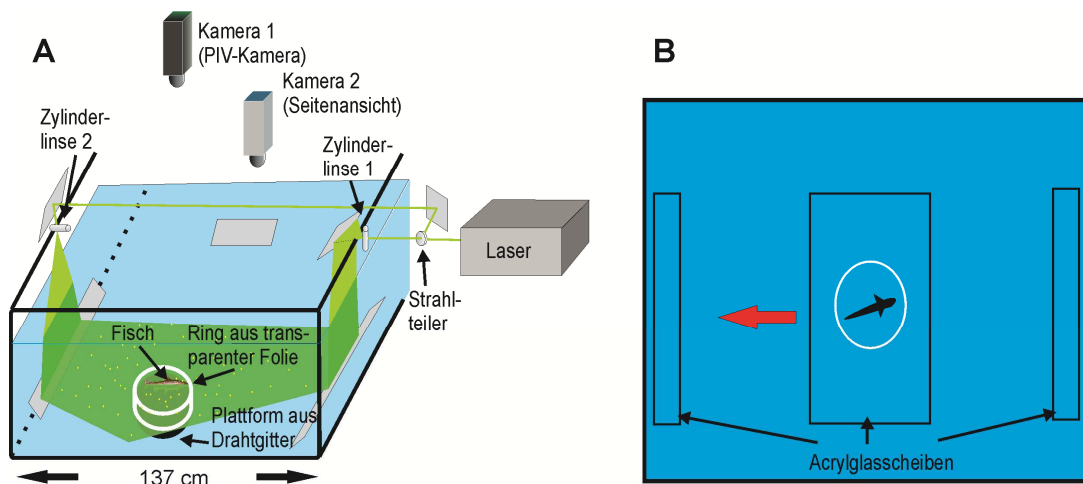 A
Kamera 1
(PIV-Kamera)
Kamera 2
(Seitenansicht)
Zylinder-
linse 2
Zylinder-
linse 1
Laser
Strahl-
teiler
Fisch
Ring aus trans-
parenter Folie
Plattform aus
Drahtgitter
137 cm
B
Acrylglasscheiben